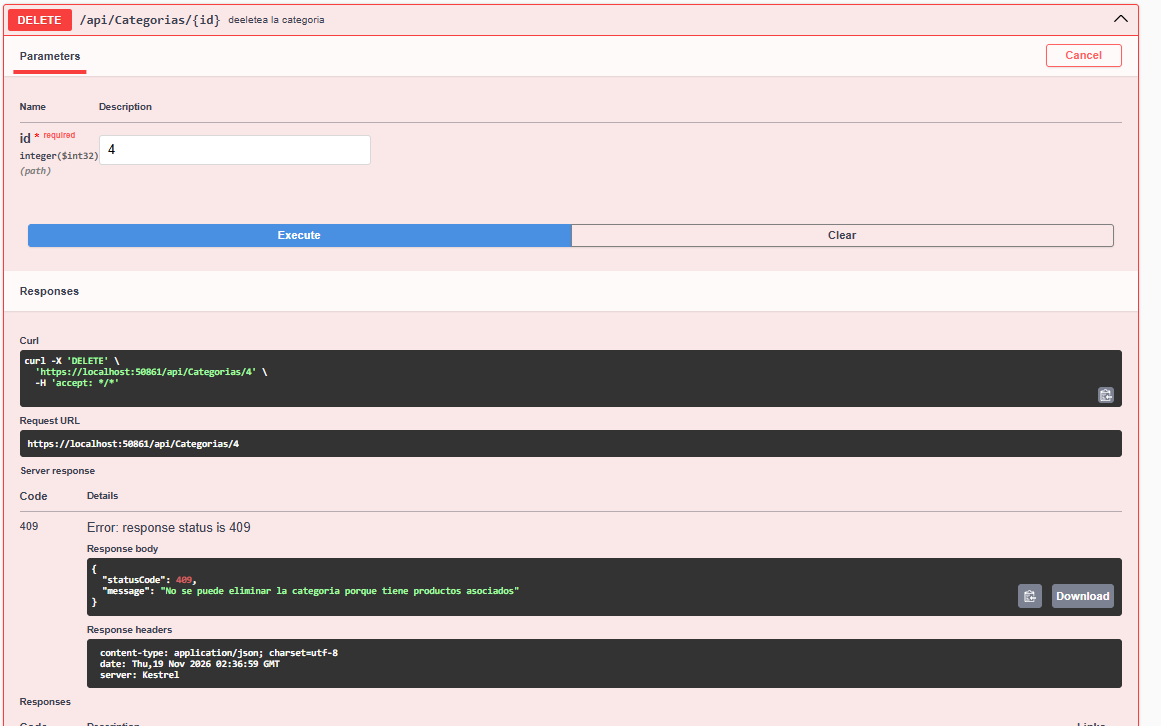 DELETE /api/Categorias/{id} deeletea la categoria
Parameters
Cancel
Name Description
id * required
integer($int32)
(path)
4
Execute Clear
Responses
Curl
curl -X 'DELETE' \
'https://localhost:50861/api/Categorias/4' \
-H 'accept: */*'
Request URL
https://localhost:50861/api/Categorias/4
Server response
Code Details
409 Error: response status is 409
Response body
{
"statusCode": 409,
"message": "No se puede eliminar la categoria porque tiene productos asociados"
}
Download
Response headers
content-type: application/json; charset=utf-8
date: Thu,19 Nov 2026 02:36:59 GMT
server: Kestrel
Responses
Code Description Links